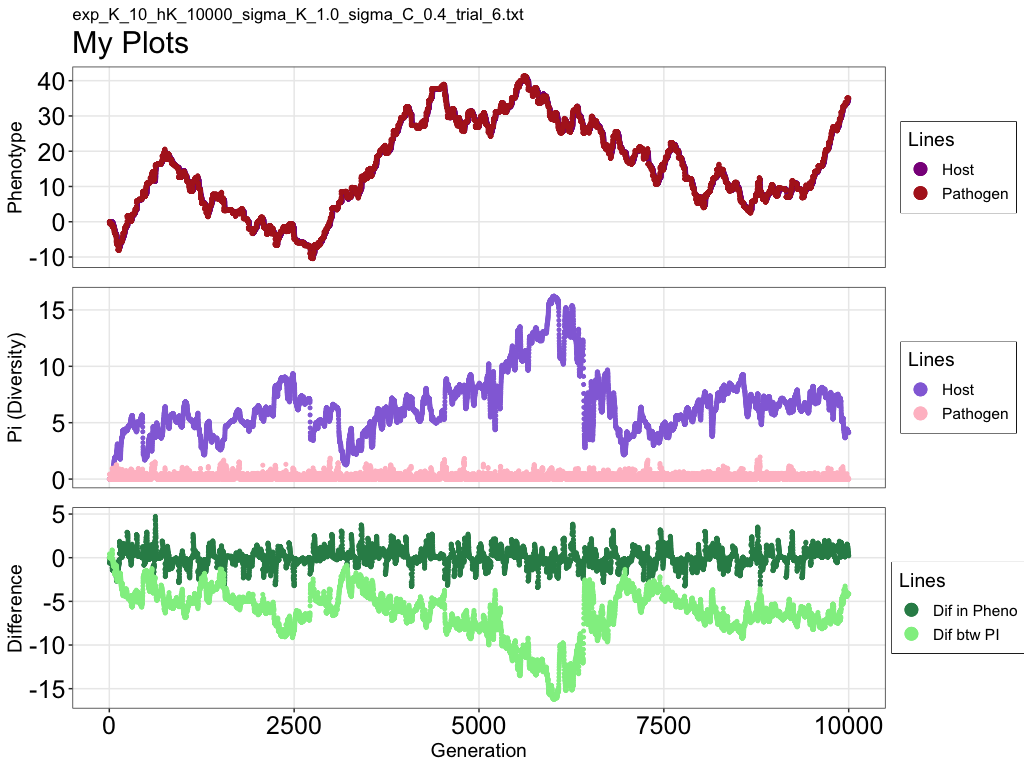 exp_K_10_hK_10000_sigma_K_1.0_sigma_C_0.4_trial_6.txt
My Plots
Phenotype
40
30
20
10
0
-10
Lines
Host
Pathogen
Pi (Diversity)
15
10
5
0
Lines
Host
Pathogen
Difference
5
0
-5
-10
-15
Lines
Dif in Pheno
Dif btw PI
0 2500 5000 7500 10000
Generation